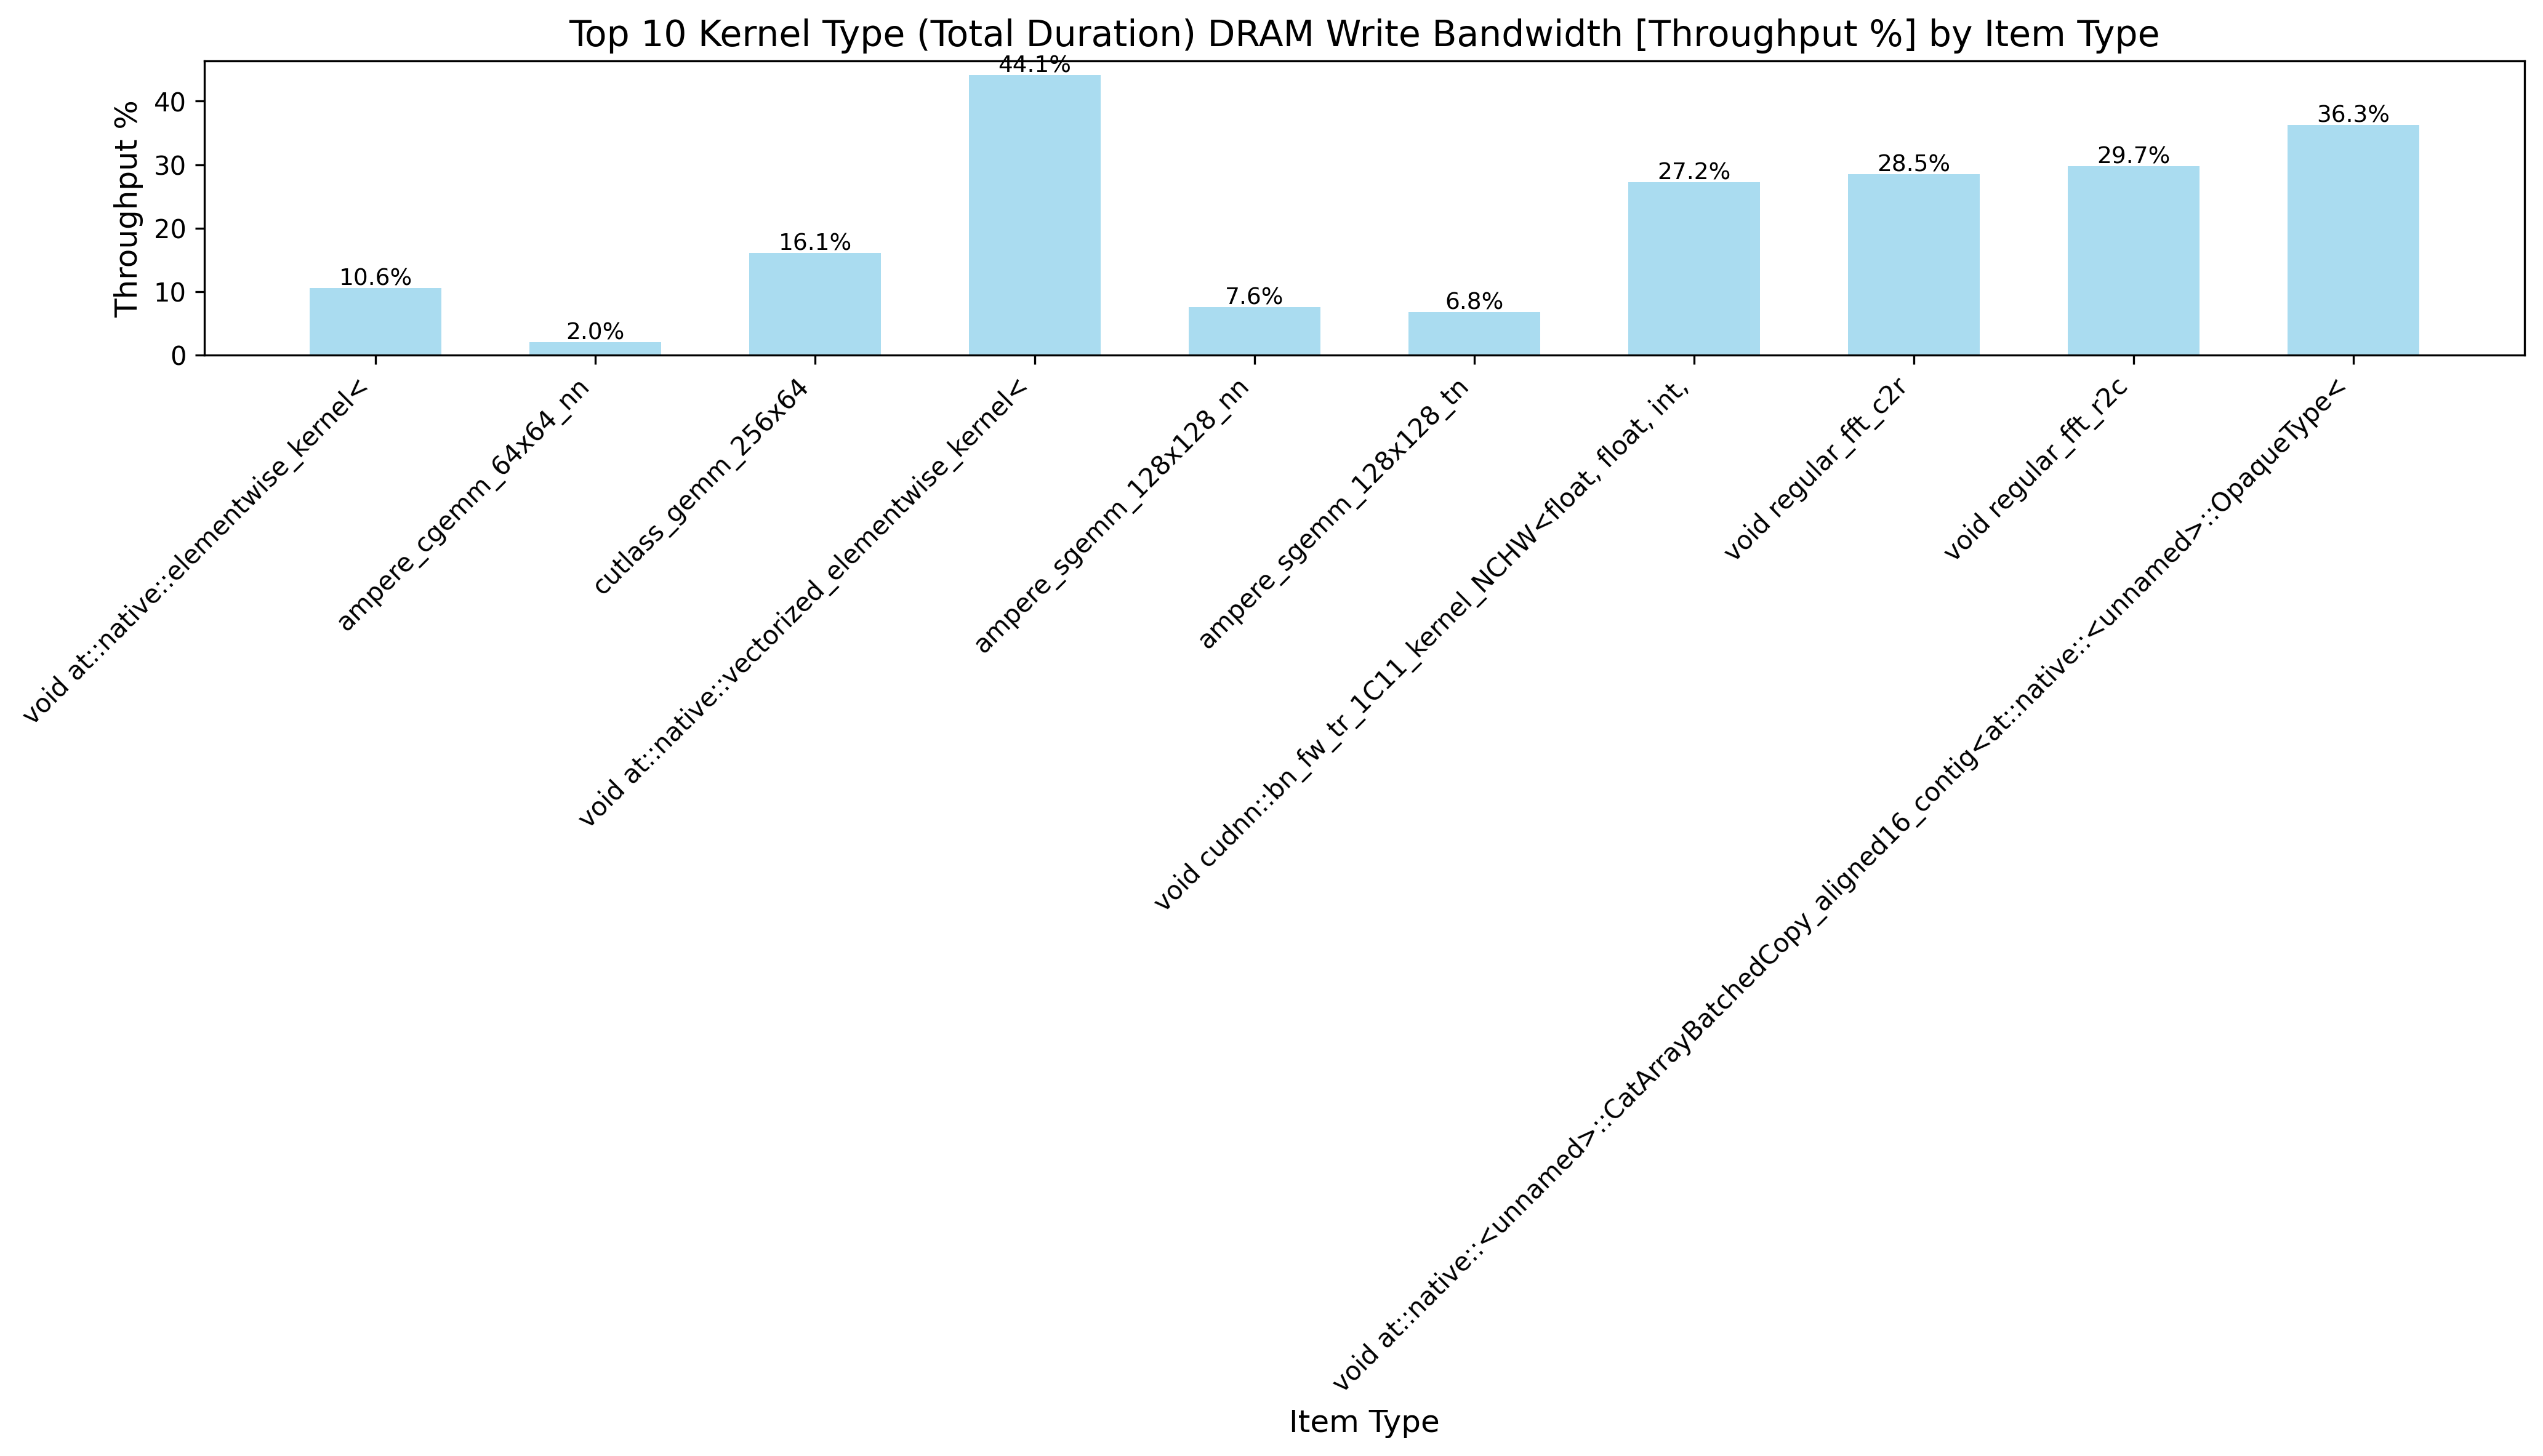 Top 10 Kernel Type (Total Duration) DRAM Write Bandwidth [Throughput %] by Item Type
Throughput %
40
30
20
10
0
10.6%
2.0%
16.1%
44.1%
7.6%
6.8%
27.2%
28.5%
29.7%
36.3%
void at::native::elementwise_kernel<
ampere_cgemm_64x64_nn
cutlass_gemm_256x64
void at::native::vectorized_elementwise_kernel<
ampere_sgemm_128x128_nn
ampere_sgemm_128x128_tn
void cudnn::bn_fw_tr_1C11_kernel_NCHW<float, float, int,
void regular_fft_c2r
void regular_fft_r2c
void at::native::<unnamed>::CatArrayBatchedCopy_aligned16_contig<at::native::<unnamed>::OpaqueType<
Item Type